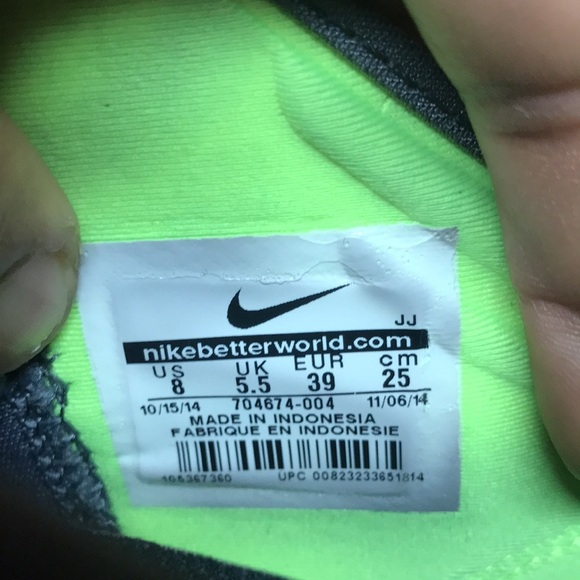 JJ
nikebetterworld.com
US UK EUR cm
8 5.5 39 25
10/15/14 704674-004 11/06/14
MADE IN INDONESIA
FABRIQUE EN INDONESIE
105367360 UPC 00823233651814